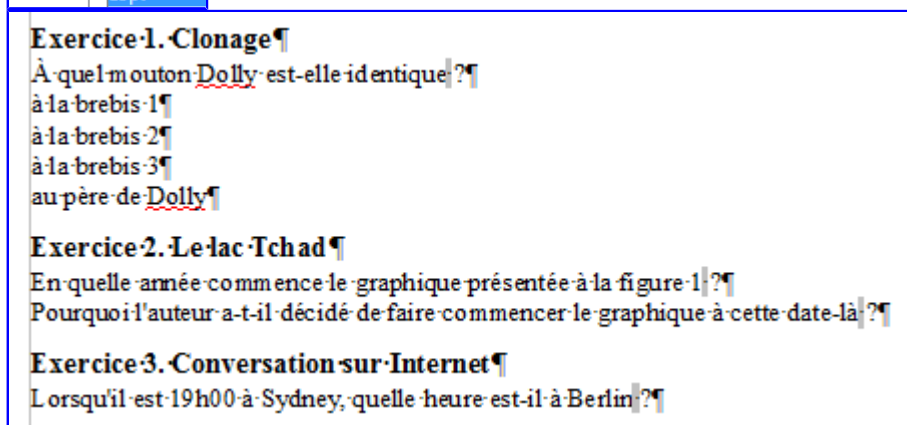 Exercice·1.·Clonage¶
À·quel·mouton·Dolly·est-elle·identique ?¶
à·la·brebis·1¶
à·la·brebis·2¶
à·la·brebis·3¶
au·père·de·Dolly¶
Exercice·2.·Le·lac·Tchad¶
En·quelle·année·commence·le·graphique·présentée·à·la·figure·1 ?¶
Pourquoi·l'auteur·a-t-il·décidé·de·faire·commencer·le·graphique·à·cette·date-là ?¶
Exercice·3.·Conversation·sur·Internet¶
Lorsqu'il·est·19h00·à·Sydney,·quelle·heure·est-il·à·Berlin ?¶